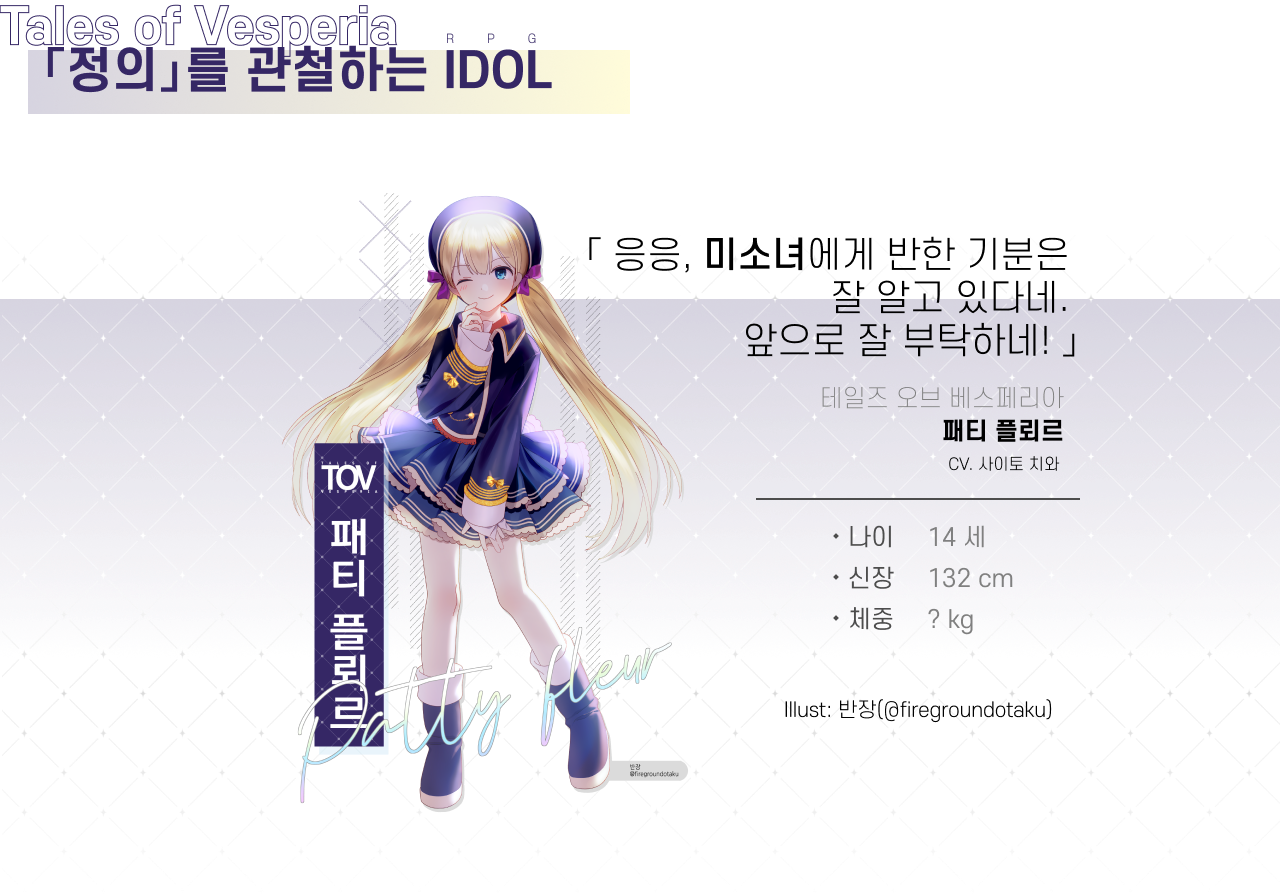 Tales of Vesperia
R P G
「정의」를 관철하는 IDOL
「 응응, 미소녀에게 반한 기분은
잘 알고 있다네.
앞으로 잘 부탁하네! 」
테일즈 오브 베스페리아
패티 플뢰르
CV. 사이토 치와
TALES OF
TOV
VESPERIA
패티 플뢰르
Patty fleur
• 나이 14 세
• 신장 132 cm
• 체중 ? kg
Illust: 반장(@firegroundotaku)
반장
@firegroundotaku